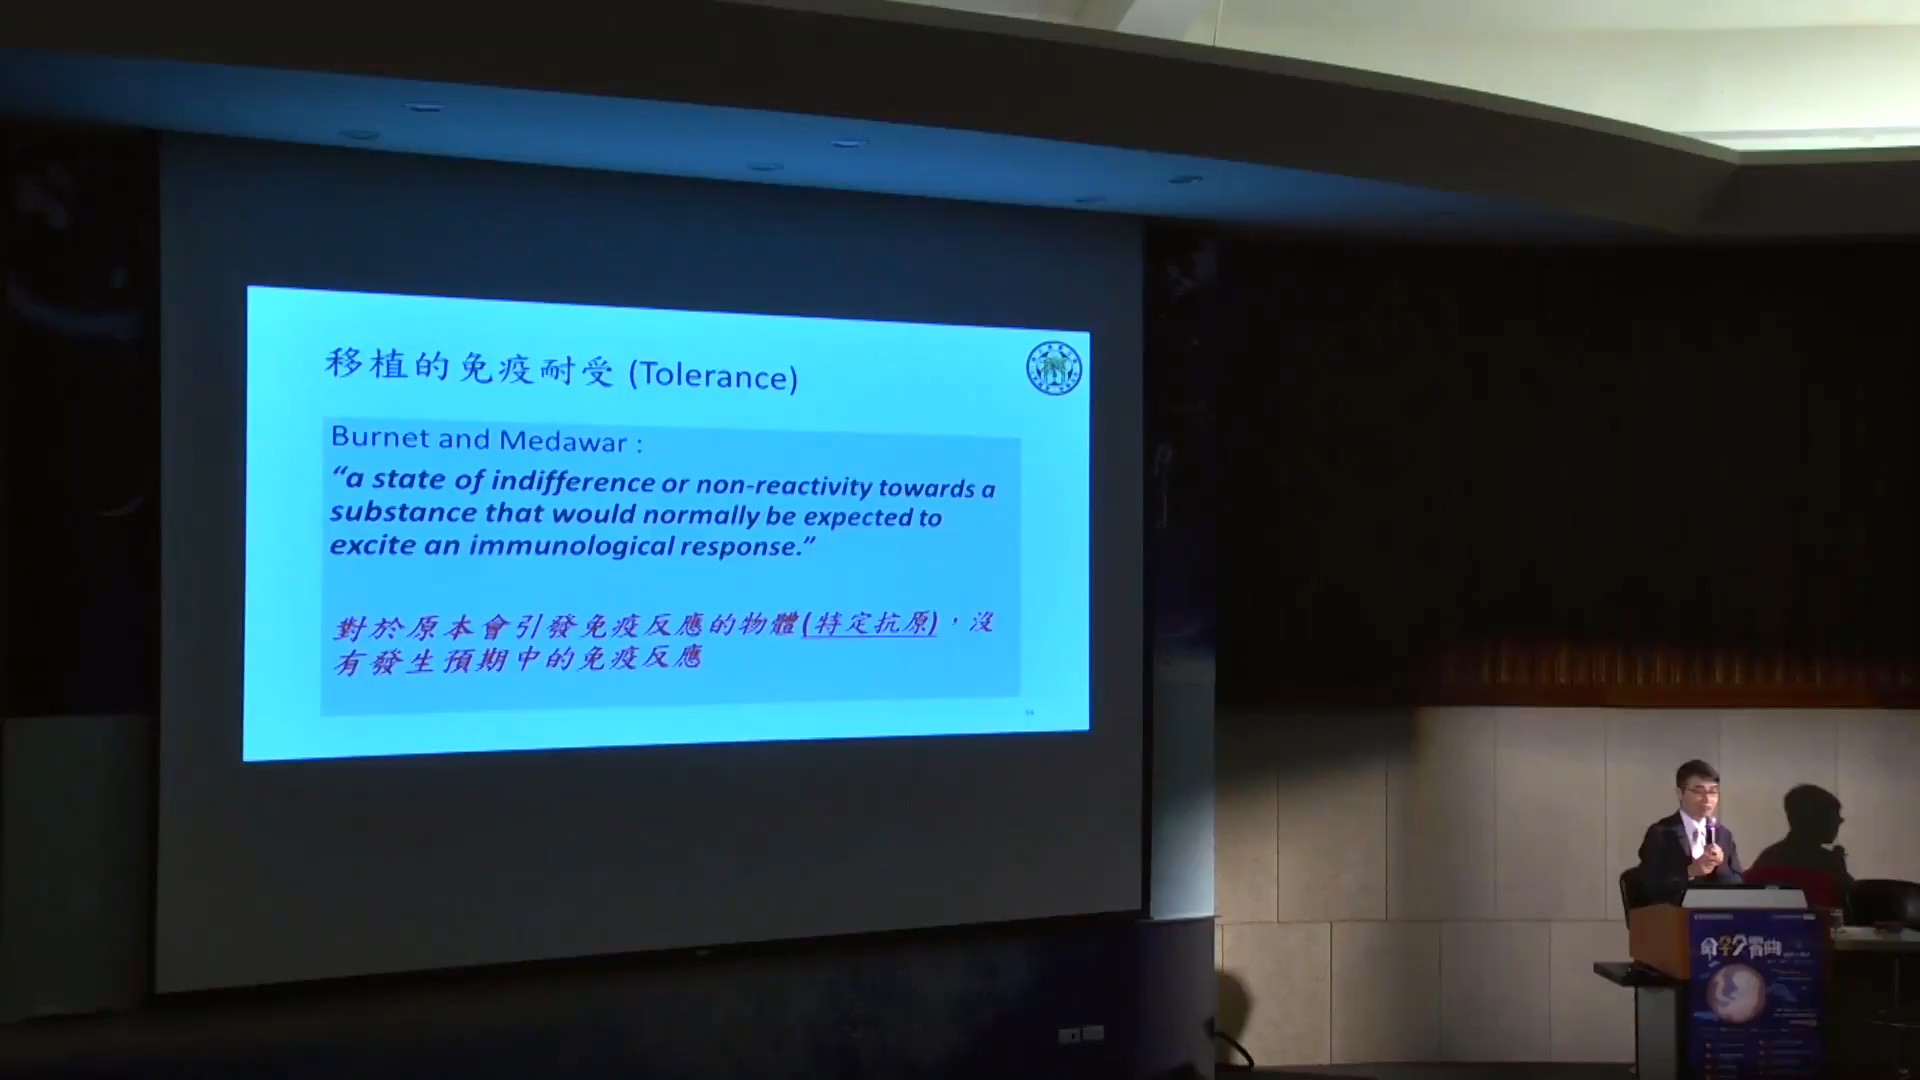 移植的免疫耐受 (Tolerance)
Burnet and Medawar :
“a state of indifference or non-reactivity towards a
substance that would normally be expected to
excite an immunological response.”
對於原本會引發免疫反應的物體(特定抗原)，沒
有發生預期中的免疫反應